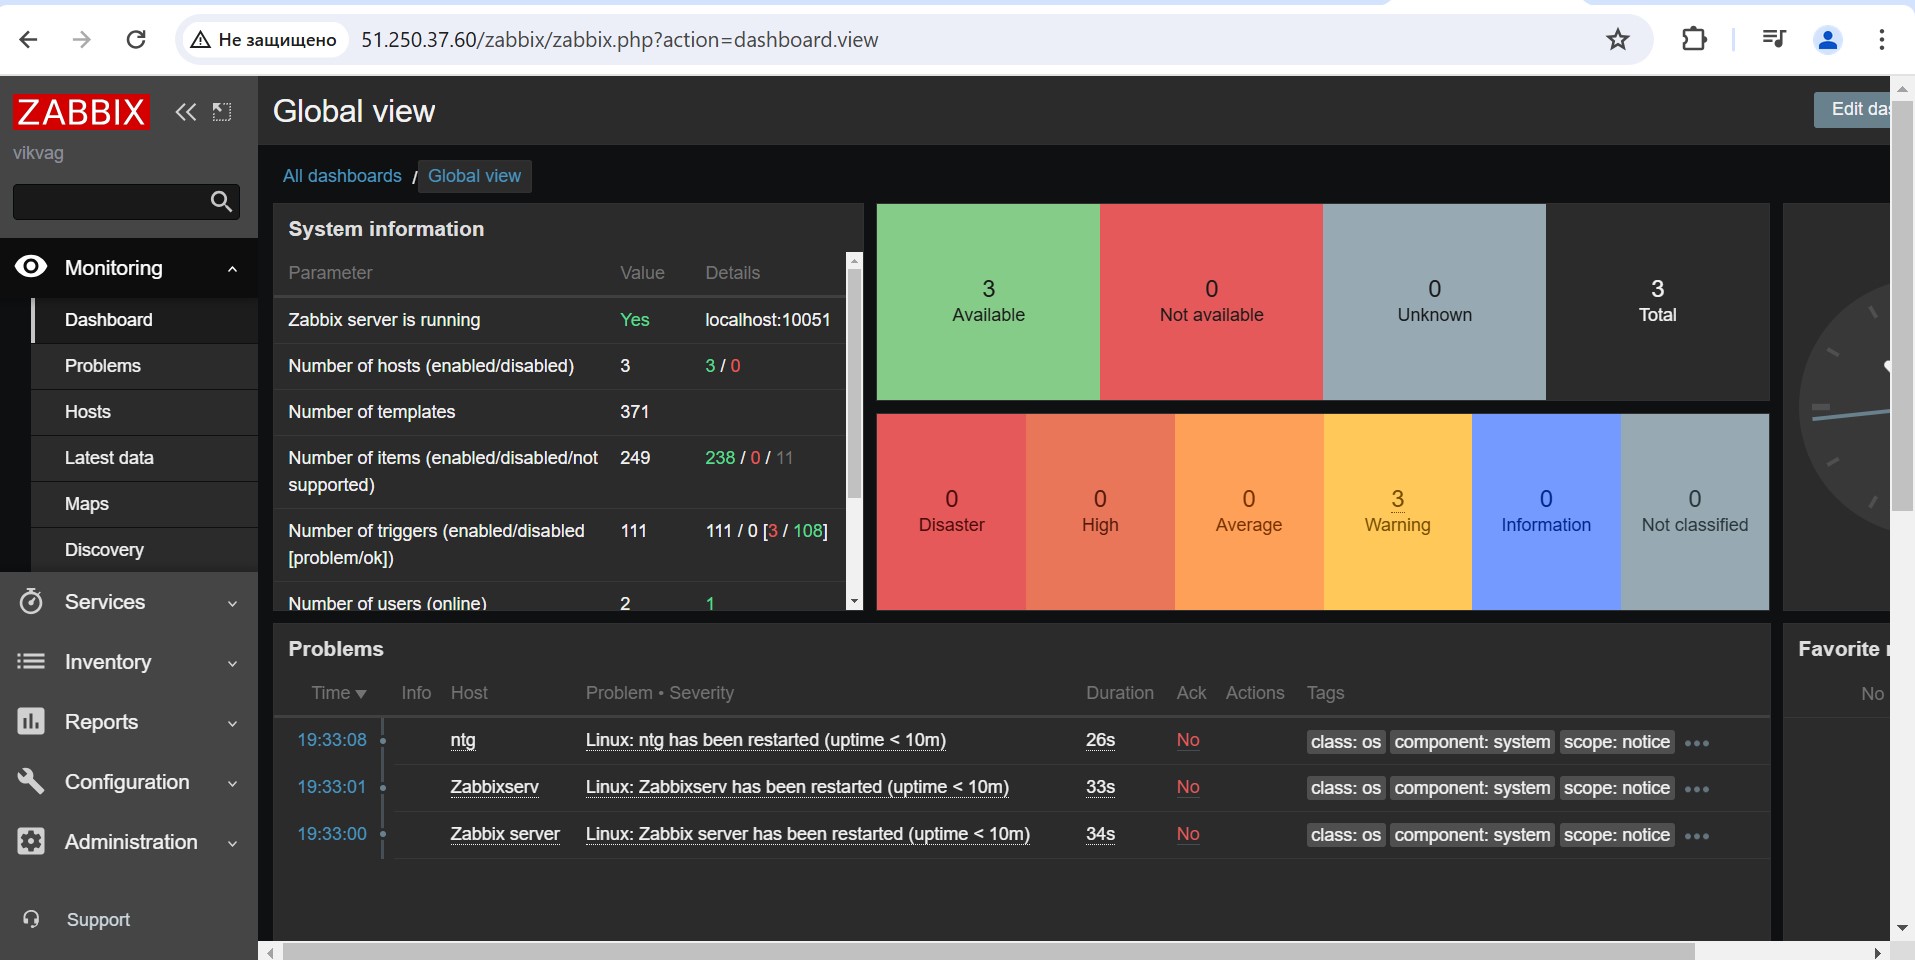 Не защищено 51.250.37.60/zabbix/zabbix.php?action=dashboard.view
ZABBIX
vikvag
Monitoring
Dashboard
Problems
Hosts
Latest data
Maps
Discovery
Services
Inventory
Reports
Configuration
Administration
Support
Global view
Edit da
All dashboards / Global view
System information
Parameter Value Details
Zabbix server is running Yes localhost:10051
Number of hosts (enabled/disabled) 3 3 / 0
Number of templates 371
Number of items (enabled/disabled/not 249 238 / 0 / 11
supported)
Number of triggers (enabled/disabled 111 111 / 0 [3 / 108]
[problem/ok])
Number of users (online) 2 1
3 0 0 3
Available Not available Unknown Total
0 0 0 3 0 0
Disaster High Average Warning Information Not classified
Problems
Time▼ Info Host Problem • Severity Duration Ack Actions Tags
19:33:08 ntg Linux: ntg has been restarted (uptime < 10m) 26s No class: os component: system scope: notice •••
19:33:01 Zabbixserv Linux: Zabbixserv has been restarted (uptime < 10m) 33s No class: os component: system scope: notice •••
19:33:00 Zabbix server Linux: Zabbix server has been restarted (uptime < 10m) 34s No class: os component: system scope: notice •••
Favorite
No